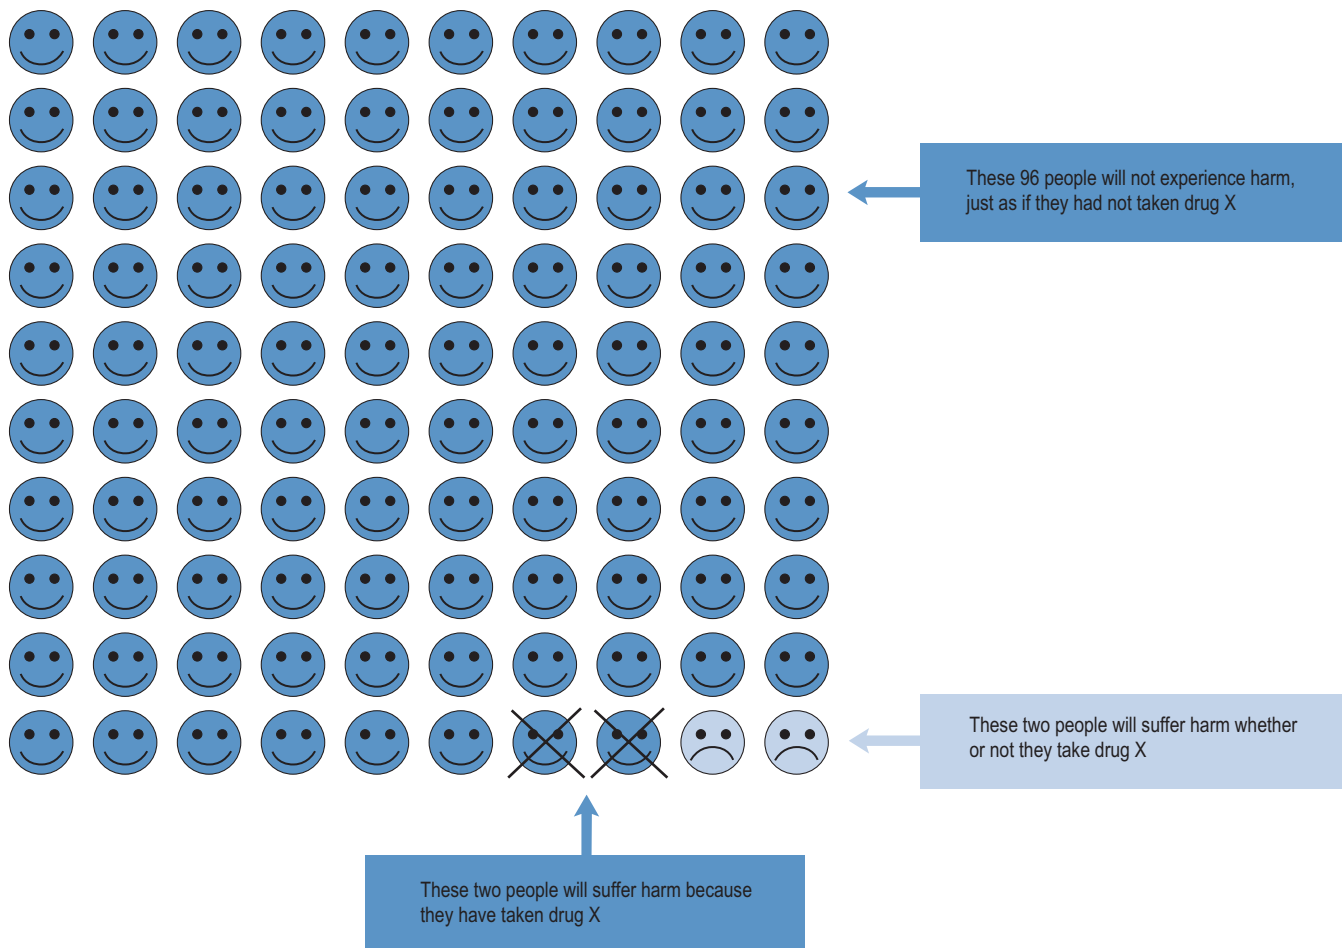 These 96 people will not experience harm,
just as if they had not taken drug X
These two people will suffer harm whether
or not they take drug X
These two people will suffer harm because
they have taken drug X